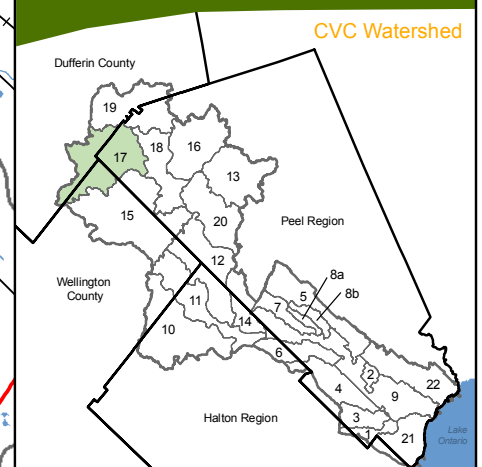 CVC Watershed
Dufferin County
19
17
18
16
13
15
20
Peel Region
12
8a
Wellington
County
5
8b
7
11
14
10
6
2
4
22
9
3
Halton Region
1
21
Lake
Ontario